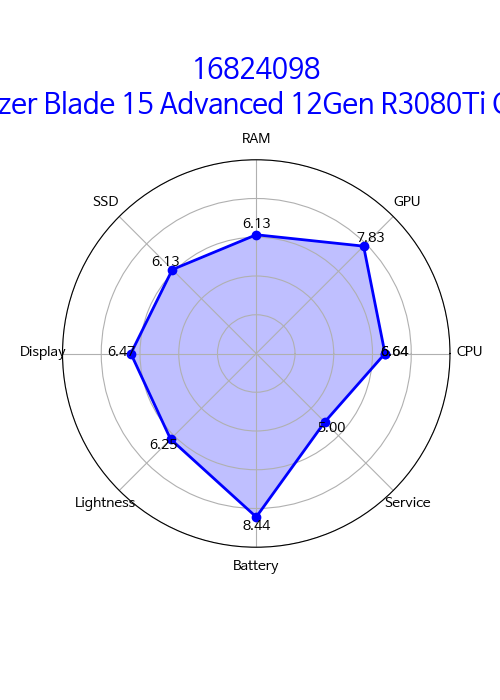 16824098
zer Blade 15 Advanced 12Gen R3080Ti
RAM
SSD
GPU
6.13
7.83
6.13
Display
6.47
6.64
CPU
6.25
5.00
Lightness
Service
8.44
Battery